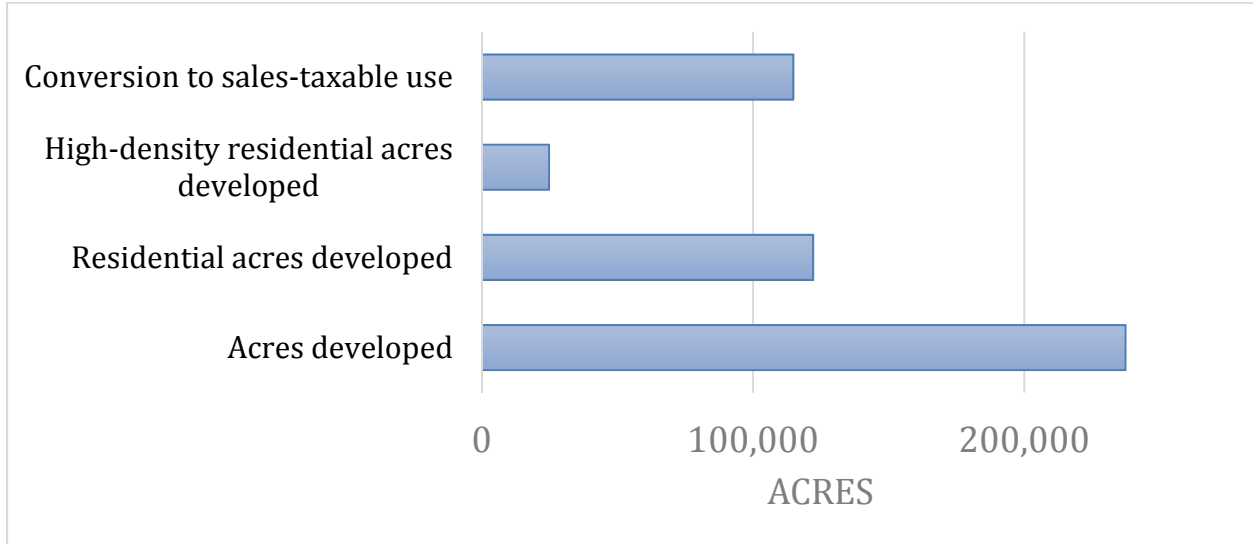 Conversion to sales-taxable use
High-density residential acres
developed
Residential acres developed
Acres developed
0
100,000
200,000
ACRES